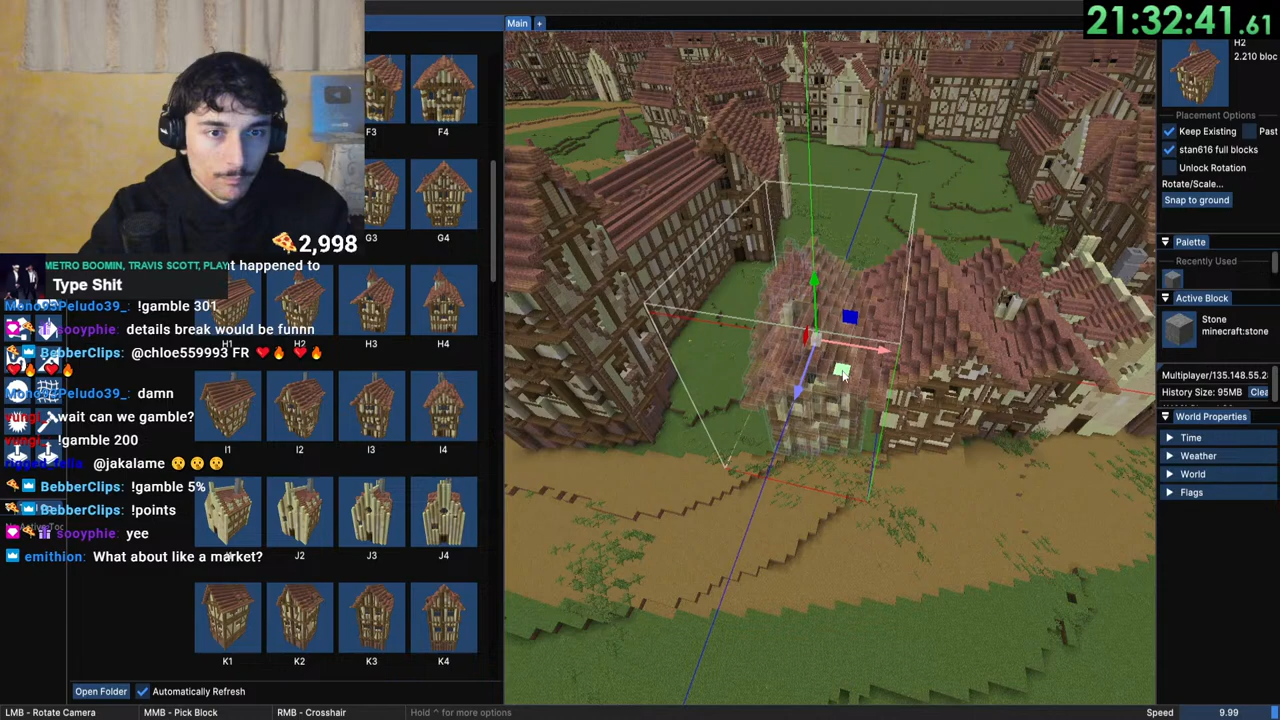 Main
+
21:32:41.61
H2
2.210 bloc
F3
F4
G3
G4
Placement Options
Keep Existing
Past
stan616 full blocks
Unlock Rotation
Rotate/Scale...
Snap to ground
Palette
Recently Used
Active Block
Stone
minecraft:stone
Multiplayer/135.148.55.2
History Size: 95MB
Clea
World Properties
Time
Weather
World
Flags
2,998
METRO BOOMIN, TRAVIS SCOTT, PLAY
Type Shit
t happened to
Mono93Peludo39_: !gamble 301
sooyphie: details break would be funnn
BebberClips: @chloe559993 FR ❤️🔥 ❤️🔥
❤️🔥
damn
wait can we gamble?
!gamble 200
@jakalame
BebberClips: !gamble 5%
BebberClips: !points
sooyphie: yee
emithion: What about like a market?
H1
H2
H3
H4
I1
I2
I3
I4
J2
J3
J4
K1
K2
K3
K4
Open Folder
Automatically Refresh
LMB - Rotate Camera
MMB - Pick Block
RMB - Crosshair
Hold ^ for more options
Speed
9.99